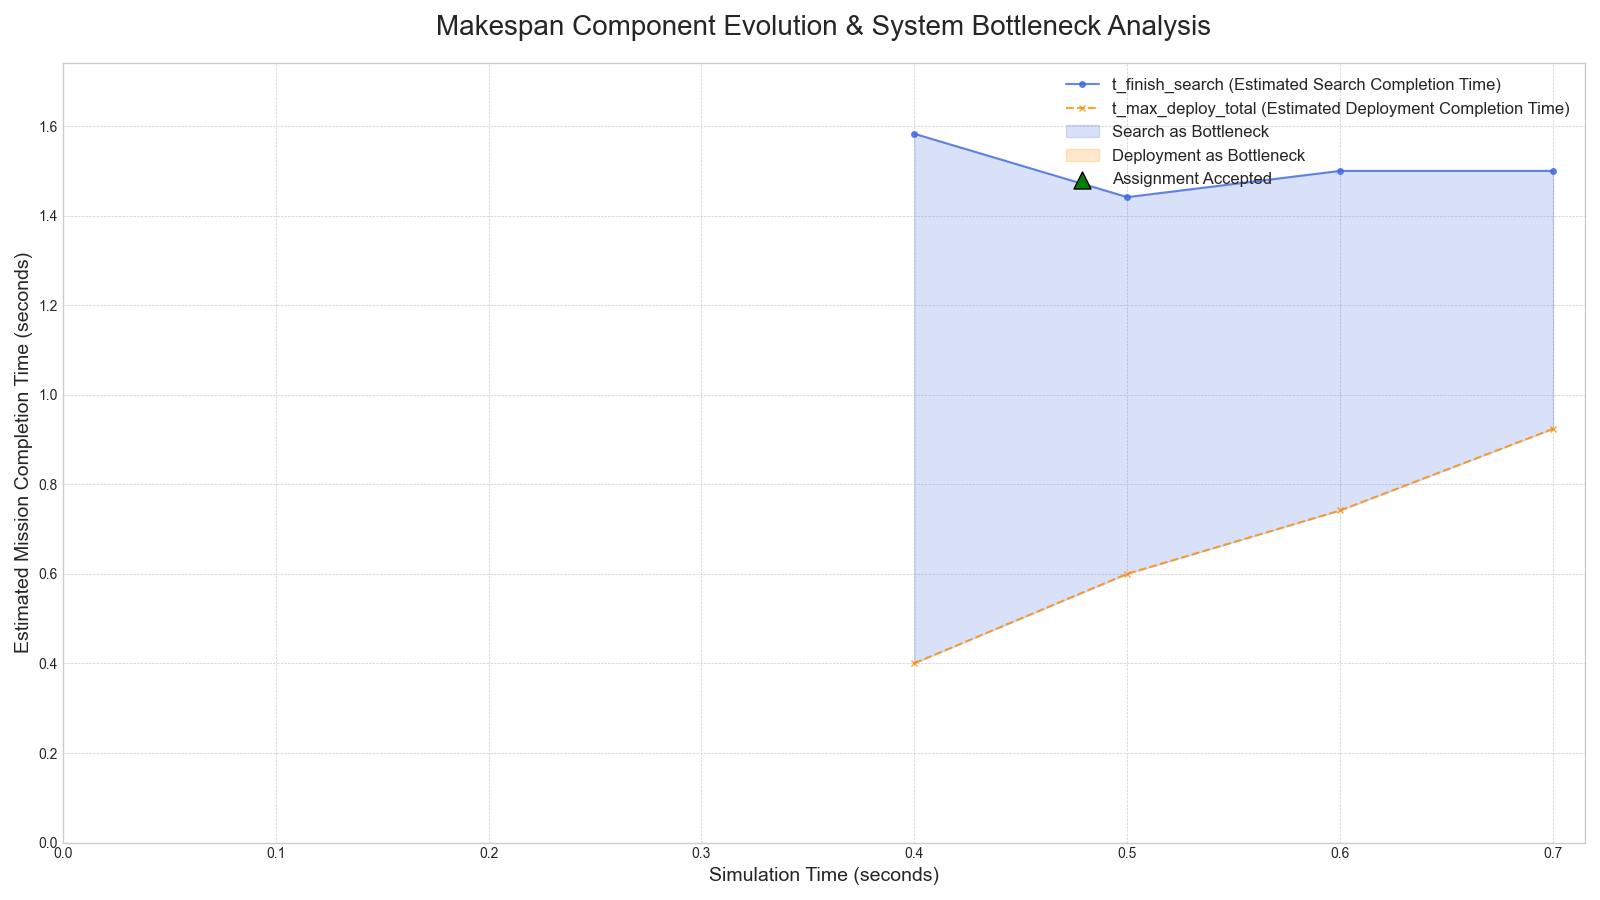 Makespan Component Evolution & System Bottleneck Analysis
t_finish_search (Estimated Search Completion Time)
t_max_deploy_total (Estimated Deployment Completion Time)
Search as Bottleneck
Deployment as Bottleneck
Assignment Accepted
Estimated Mission Completion Time (seconds)
1.6
1.4
1.2
1.0
0.8
0.6
0.4
0.2
0.0
0.0 0.1 0.2 0.3 0.4 0.5 0.6 0.7
Simulation Time (seconds)